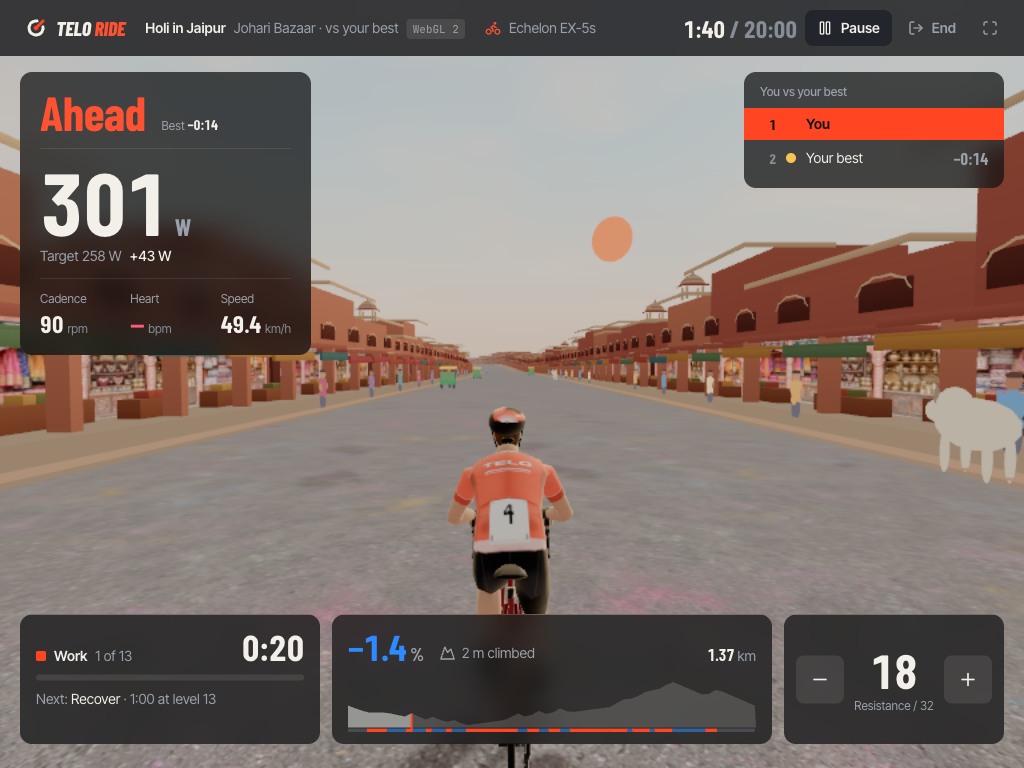 TELO RIDE Holi in Jaipur Johari Bazaar · vs your best WebGL 2 Echelon EX-5s 1:40 / 20:00 Pause End
Ahead Best −0:14
301 W
Target 258 W +43 W
Cadence Heart Speed
90 rpm – bpm 49.4 km/h
You vs your best
1 You
2 Your best −0:14
TELO
4
Work 1 of 13 0:20
Next: Recover · 1:00 at level 13
−1.4 % 2 m climbed 1.37 km
− 18 +
Resistance / 32